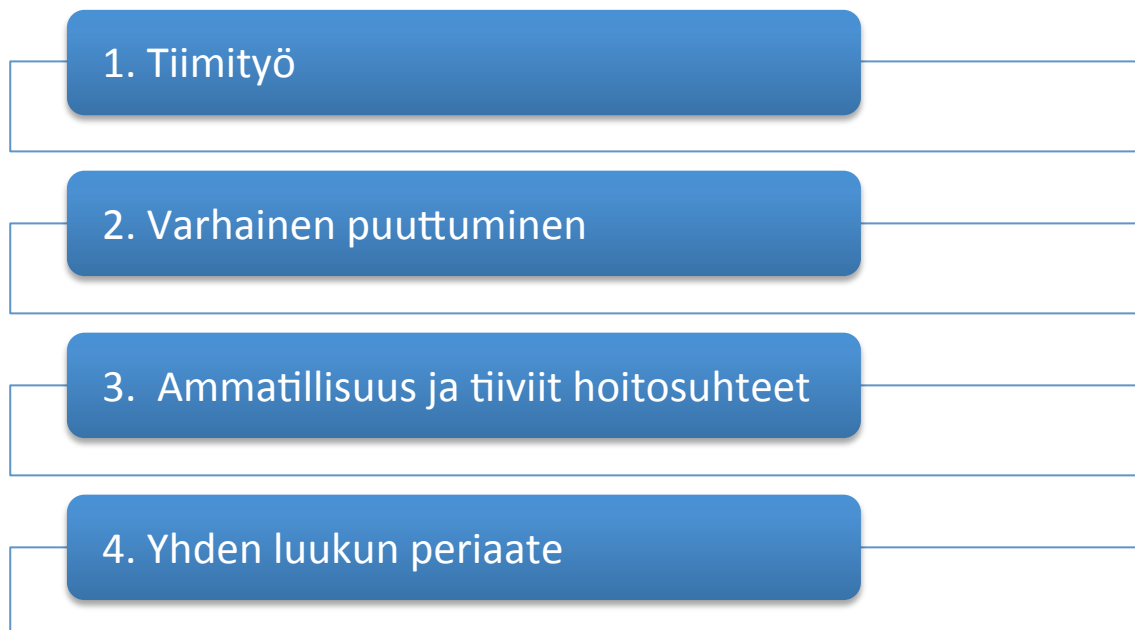 1. Tiimityö
2. Varhainen puuttuminen
3. Ammatillisuus ja tiiviit hoitosuhteet
4. Yhden luukun periaate